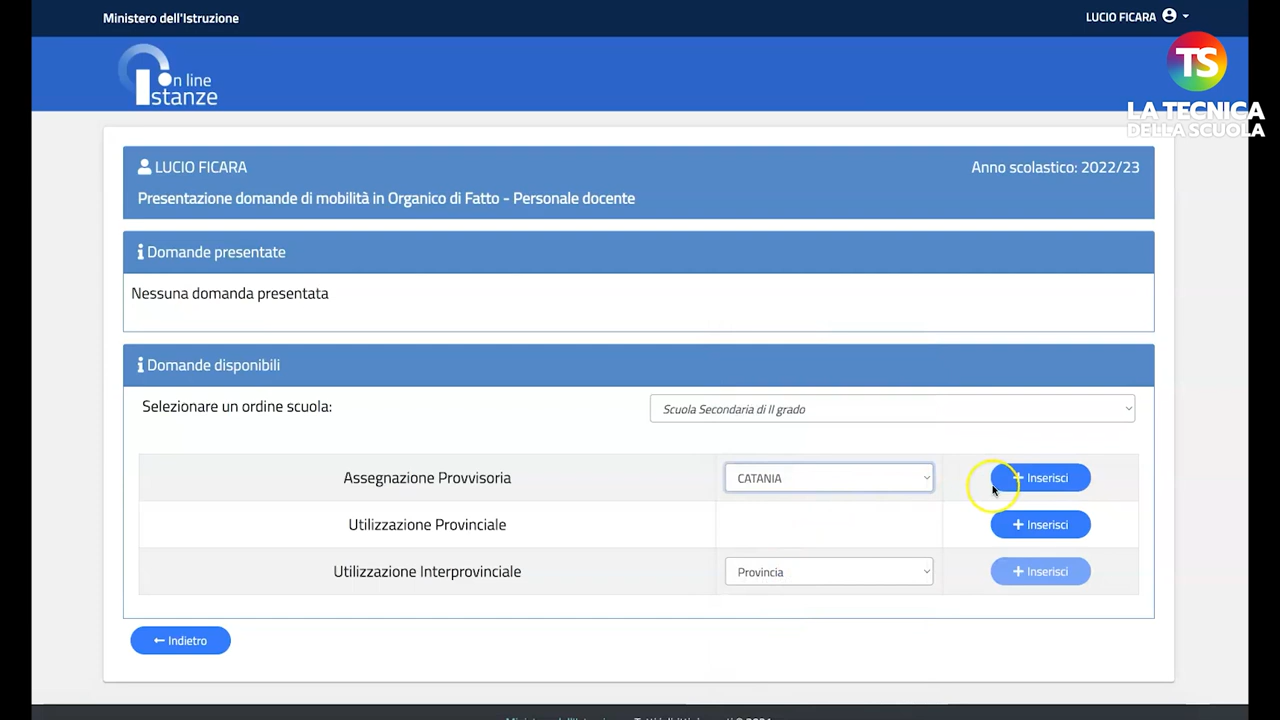 Ministero dell'Istruzione
LUCIO FICARA
TS
LA TECNICA
DELLA SCUOLA
On line
Istanze
LUCIO FICARA
Anno scolastico: 2022/23
Presentazione domande di mobilità in Organico di Fatto - Personale docente
Domande presentate
Nessuna domanda presentata
Domande disponibili
Selezionare un ordine scuola:
Scuola Secondaria di II grado
Assegnazione Provvisoria
CATANIA
+ Inserisci
Utilizzazione Provinciale
+ Inserisci
Utilizzazione Interprovinciale
Provincia
+ Inserisci
← Indietro